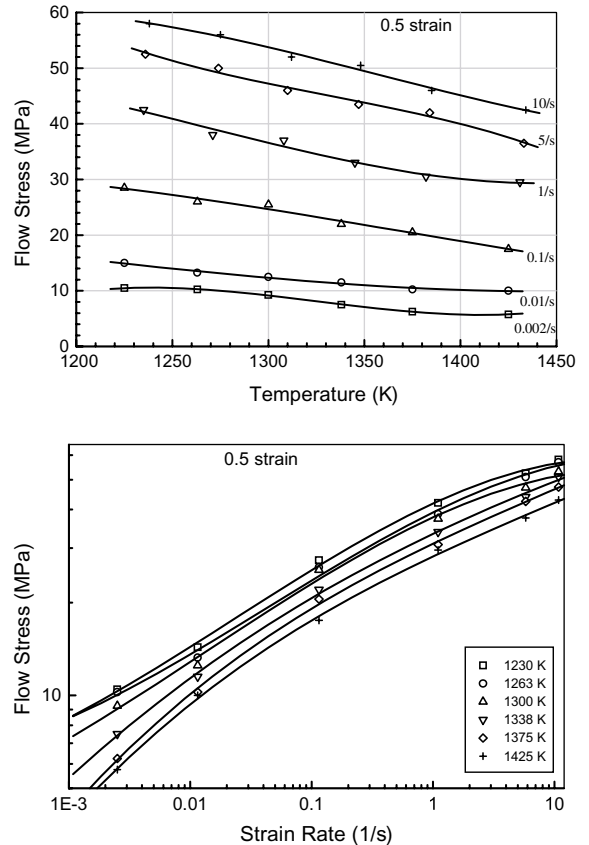 60
50
40
30
20
10
0
Flow Stress (MPa)
0.5 strain
10/s
5/s
1/s
0.1/s
0.01/s
0.002/s
1200 1250 1300 1350 1400 1450
Temperature (K)
0.5 strain
Flow Stress (MPa)
10
1230 K
1263 K
1300 K
1338 K
1375 K
1425 K
1E-3 0.01 0.1 1 10
Strain Rate (1/s)